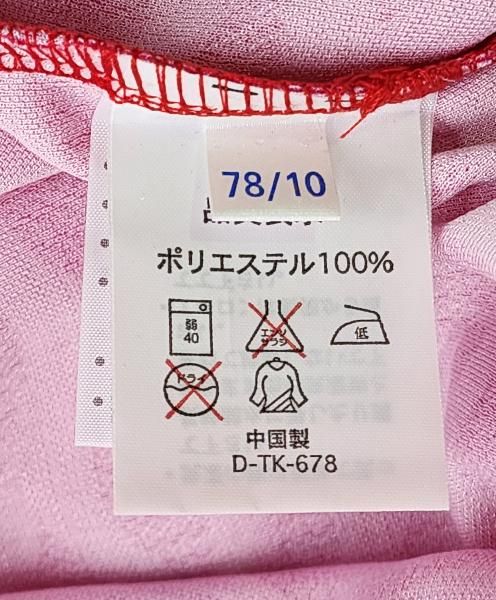 78/10
ポリエステル100%
弱
40
エンソ
サラシ
低
ドライ
中国製
D-TK-678